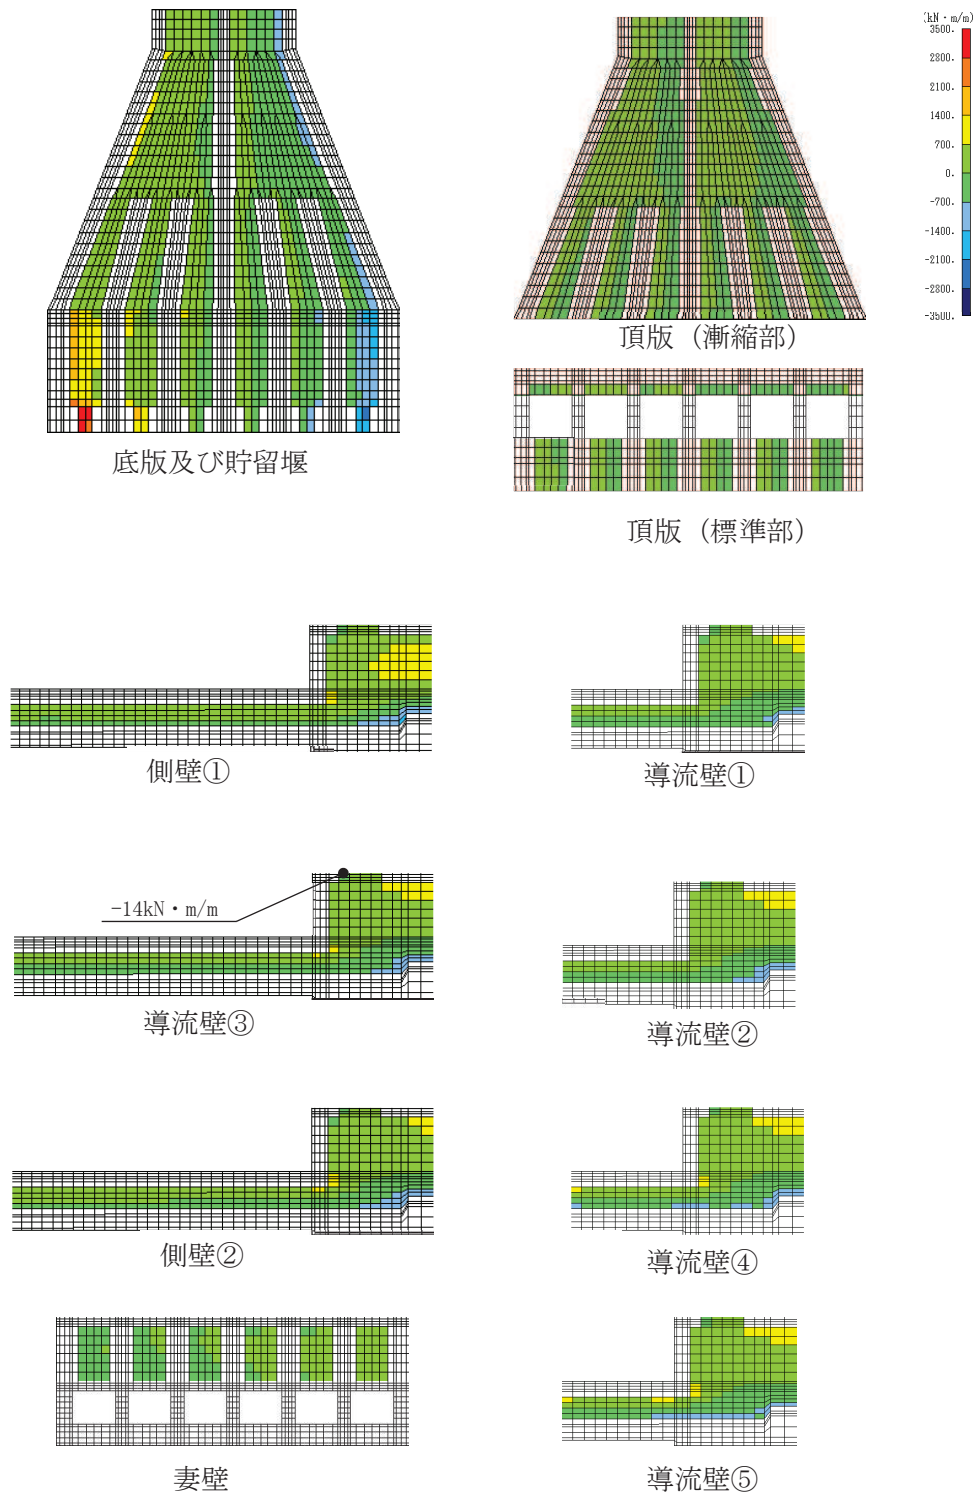 (kN・m/m)
3500.
2800.
2100.
1400.
700.
0.
-700.
-1400.
-2100.
-2800.
-3500.
底版及び貯留堰
頂版（漸縮部）
頂版（標準部）
側壁①
導流壁①
-14kN・m/m
導流壁③
導流壁②
側壁②
導流壁④
妻壁
導流壁⑤